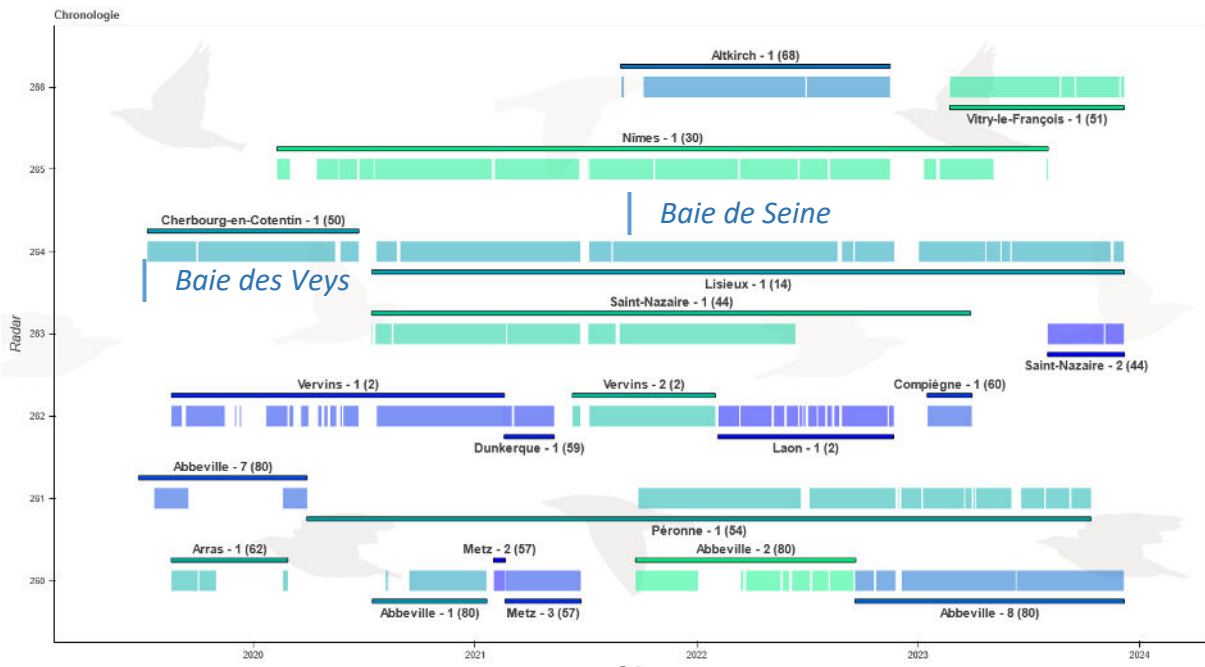 Chronologie
Altkirch - 1 (68)
266
Vitry-le-François - 1 (51)
Nîmes - 1 (30)
265
Baie de Seine
Cherbourg-en-Cotentin - 1 (50)
264
Baie des Veys
Lisieux - 1 (14)
Saint-Nazaire - 1 (44)
263
Radar
Saint-Nazaire - 2 (44)
Vervins - 1 (2)
Vervins - 2 (2)
Compiègne - 1 (60)
262
Dunkerque - 1 (59)
Laon - 1 (2)
Abbeville - 7 (80)
261
Péronne - 1 (54)
Arras - 1 (62)
Metz - 2 (57)
Abbeville - 2 (80)
260
Abbeville - 1 (80)
Metz - 3 (57)
Abbeville - 8 (80)
2020
2021
2022
2023
2024